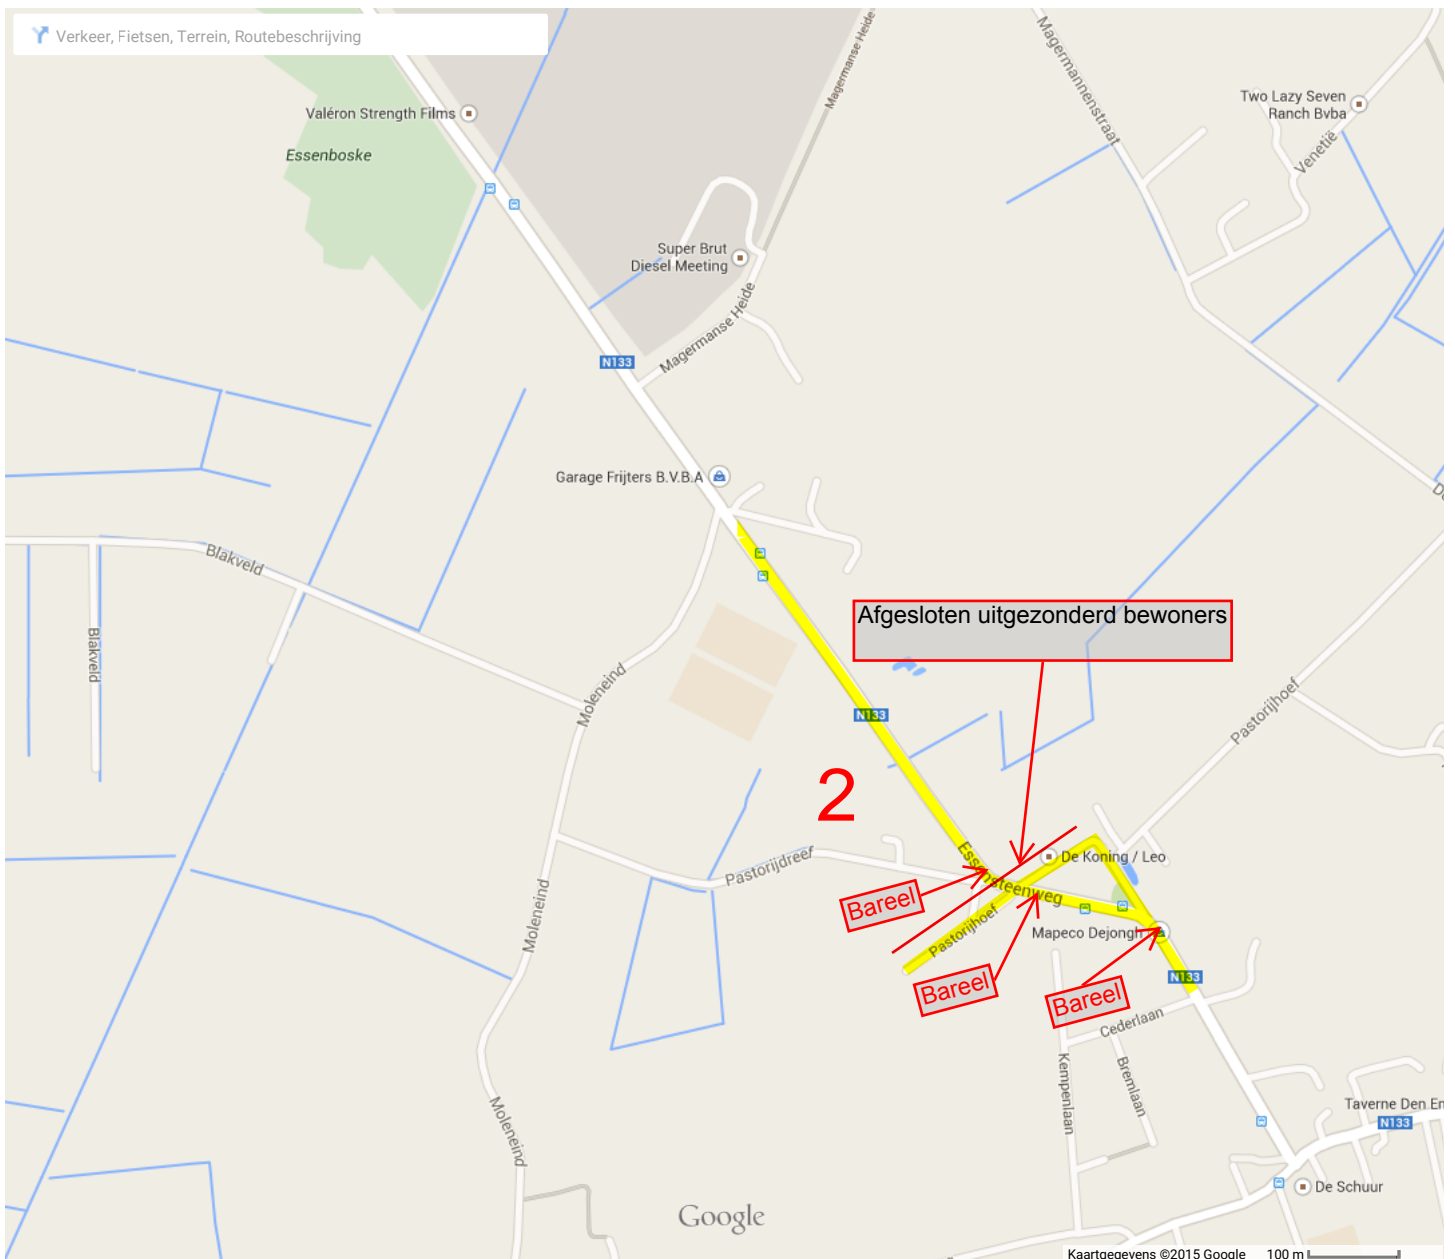 Verkeer, Fietsen, Terrein, Routebeschrijving
Magermanse Heide
Magermannenstraat
Two Lazy Seven
Ranch Bvba
Venetië
Valéron Strength Films
Essenboske
Super Brut
Diesel Meeting
Magermanse Heide
N133
Garage Frijters B.V.B.A
Blakveld
Blakveld
Afgesloten uitgezonderd bewoners
Moleneind
N133
Pastorijhoef
2
Pastorijdreef
Essensteenweg
De Koning / Leo
Bareel
Pastorijhoef
Mapeco Dejongh
Moleneind
Bareel
Bareel
N133
Cederlaan
Kempenlaan
Bremlaan
Moleneind
Taverne Den En
N133
De Schuur
Google
Kaartgegevens ©2015 Google 100 m